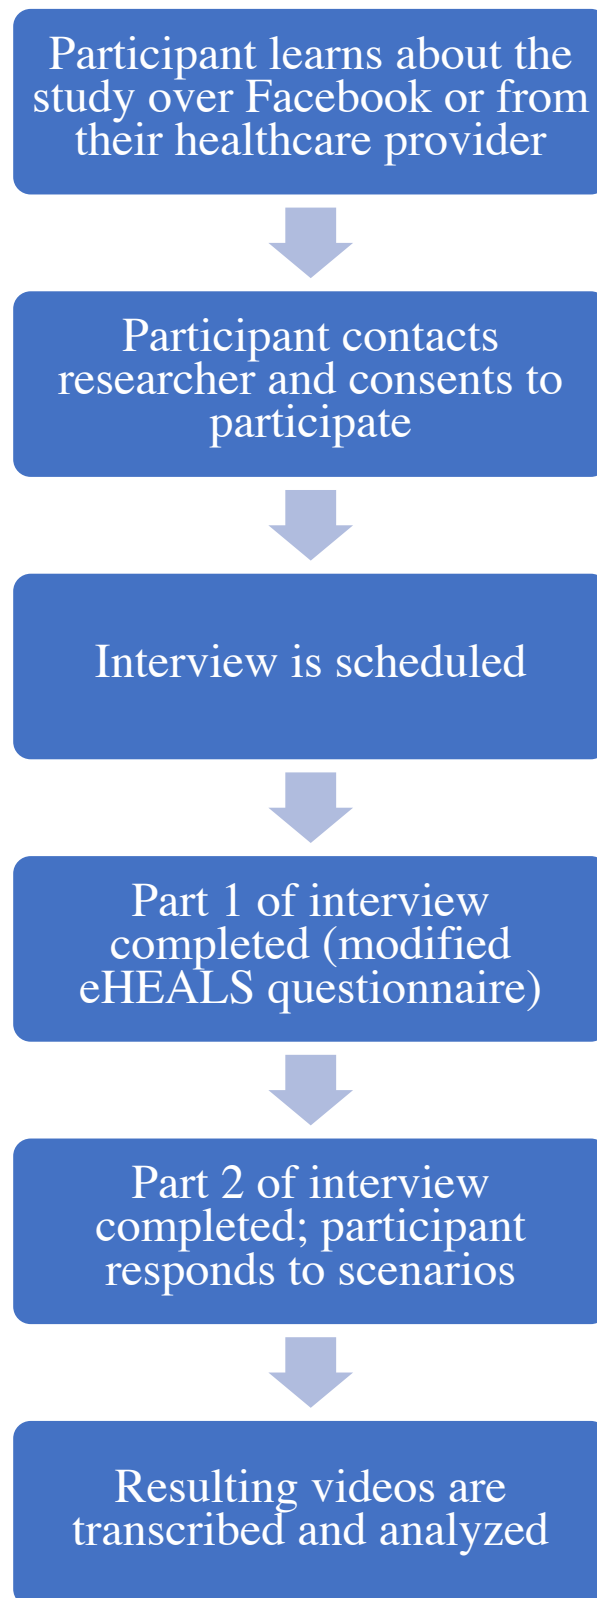 Participant learns about the
study over Facebook or from
their healthcare provider
Participant contacts
researcher and consents to
participate
Interview is scheduled
Part 1 of interview
completed (modified
eHEALS questionnaire)
Part 2 of interview
completed; participant
responds to scenarios
Resulting videos are
transcribed and analyzed